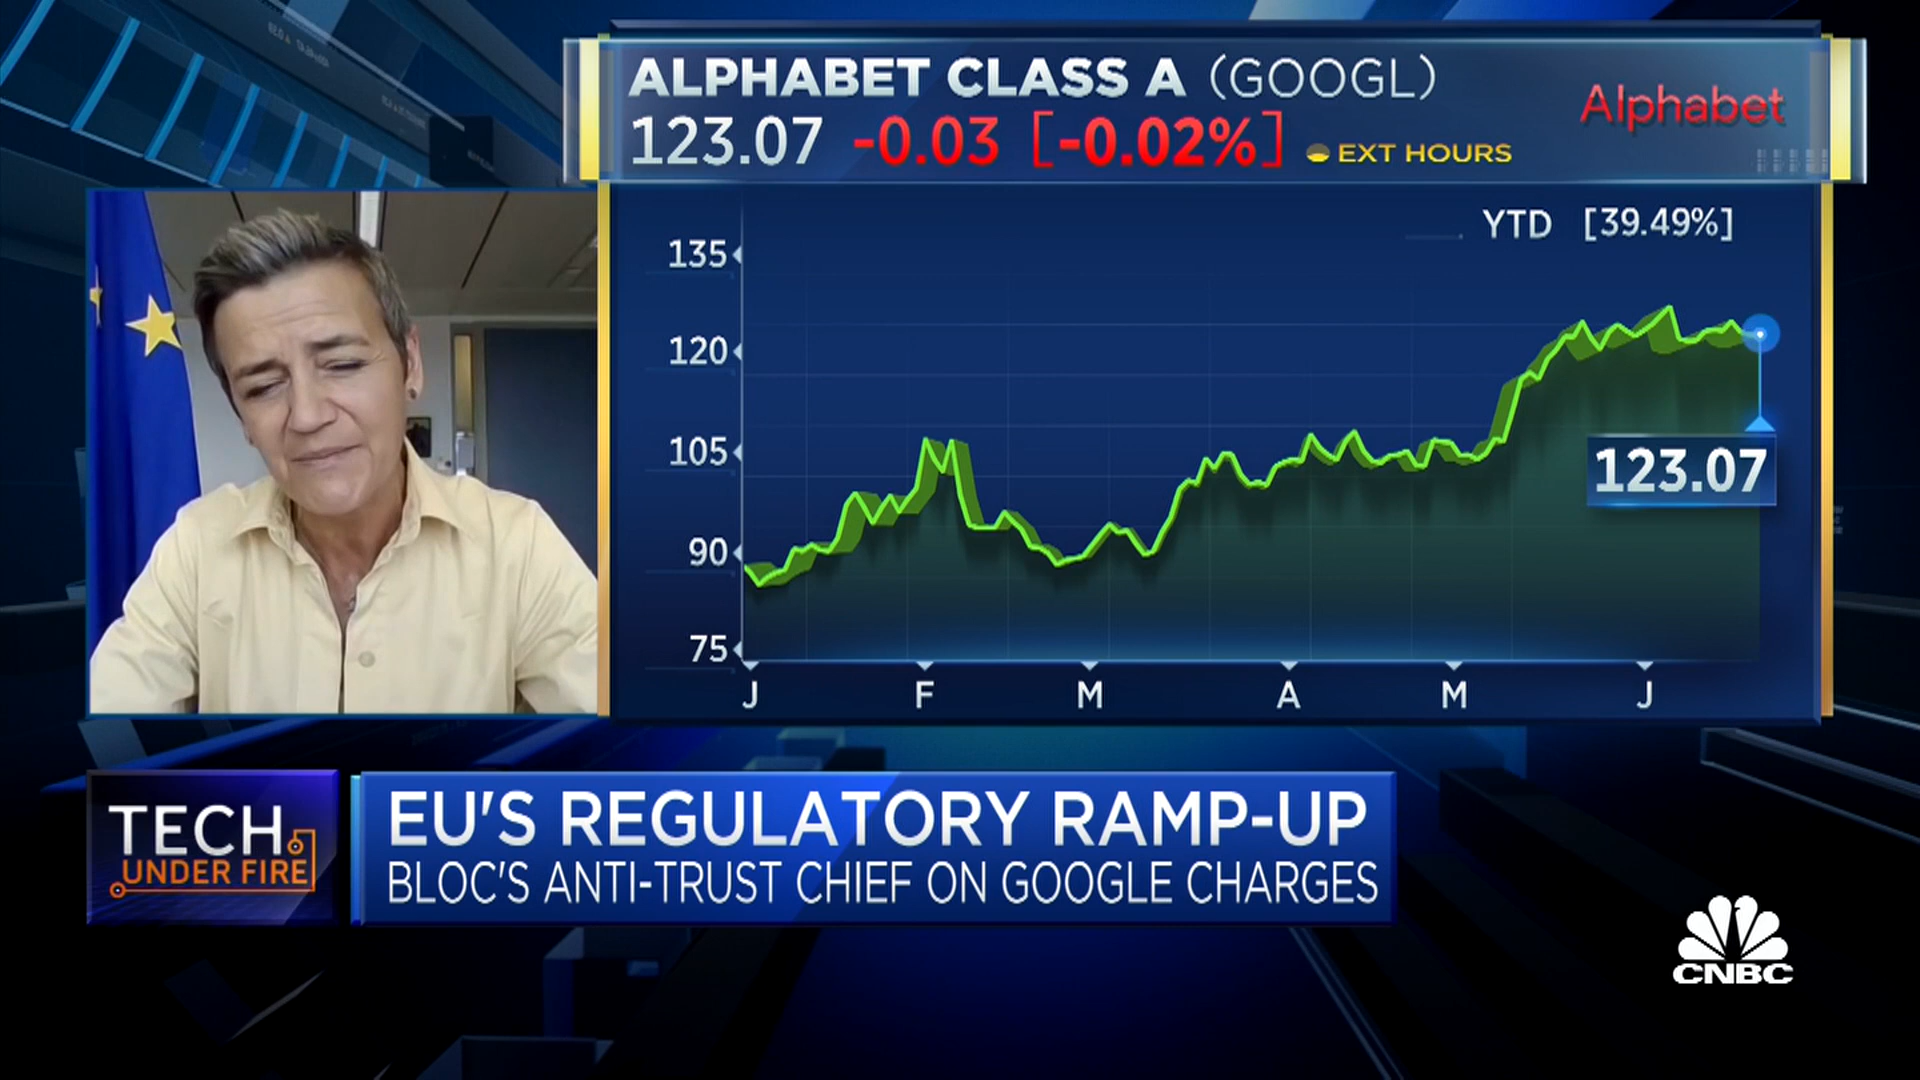 ALPHABET CLASS A (GOOGL)
123.07 -0.03 [-0.02%] EXT HOURS
Alphabet
YTD [39.49%]
135
120
105
90
75
123.07
J F M A M J
TECH
UNDER FIRE
EU'S REGULATORY RAMP-UP
BLOC'S ANTI-TRUST CHIEF ON GOOGLE CHARGES
CNBC